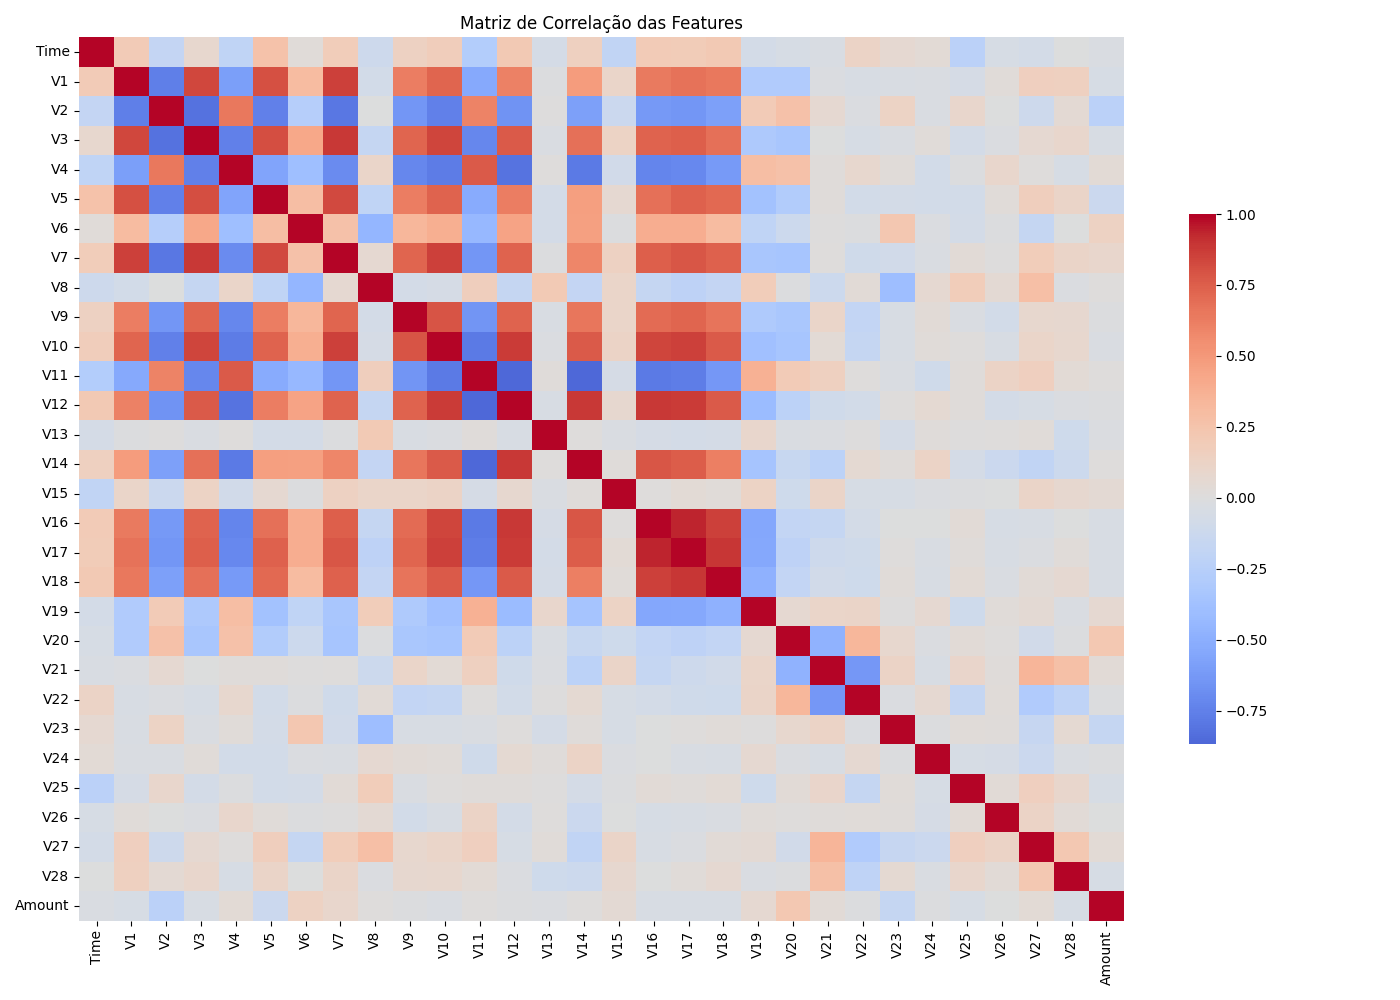 Matriz de Correlação das Features
Time
V1
V2
V3
V4
V5
V6
V7
V8
V9
V10
V11
V12
V13
V14
V15
V16
V17
V18
V19
V20
V21
V22
V23
V24
V25
V26
V27
V28
Amount
Time
V1
V2
V3
V4
V5
V6
V7
V8
V9
V10
V11
V12
V13
V14
V15
V16
V17
V18
V19
V20
V21
V22
V23
V24
V25
V26
V27
V28
Amount
1.00
0.75
0.50
0.25
0.00
−0.25
−0.50
−0.75